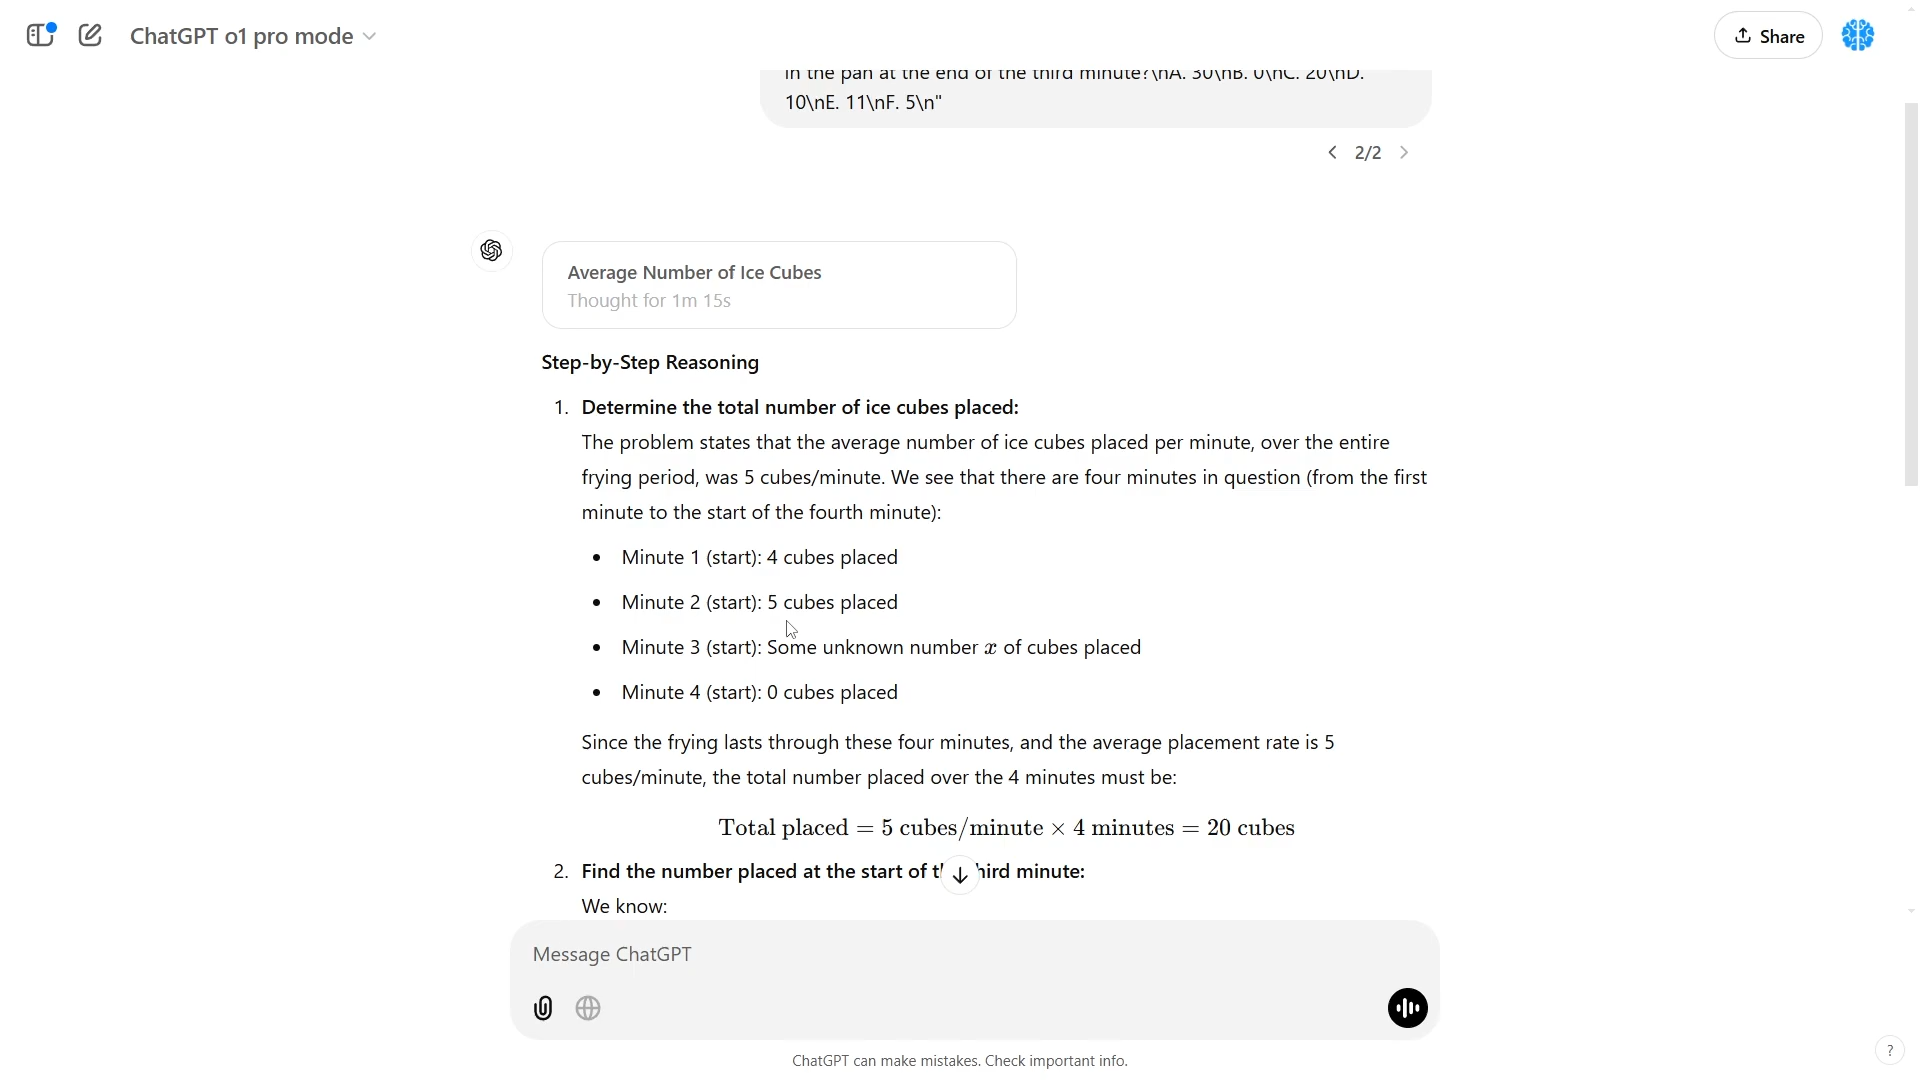 ChatGPT o1 pro mode
Share
in the pan at the end of the third minute?\nA. 30\nB. 0\nC. 20\nD.
10\nE. 11\nF. 5\n"
2/2
Average Number of Ice Cubes
Thought for 1m 15s
Step-by-Step Reasoning
1. Determine the total number of ice cubes placed:
The problem states that the average number of ice cubes placed per minute, over the entire
frying period, was 5 cubes/minute. We see that there are four minutes in question (from the first
minute to the start of the fourth minute):
• Minute 1 (start): 4 cubes placed
• Minute 2 (start): 5 cubes placed
• Minute 3 (start): Some unknown number x of cubes placed
• Minute 4 (start): 0 cubes placed
Since the frying lasts through these four minutes, and the average placement rate is 5
cubes/minute, the total number placed over the 4 minutes must be:
Total placed = 5 cubes/minute × 4 minutes = 20 cubes
2. Find the number placed at the start of third minute:
We know:
Message ChatGPT
ChatGPT can make mistakes. Check important info.
?